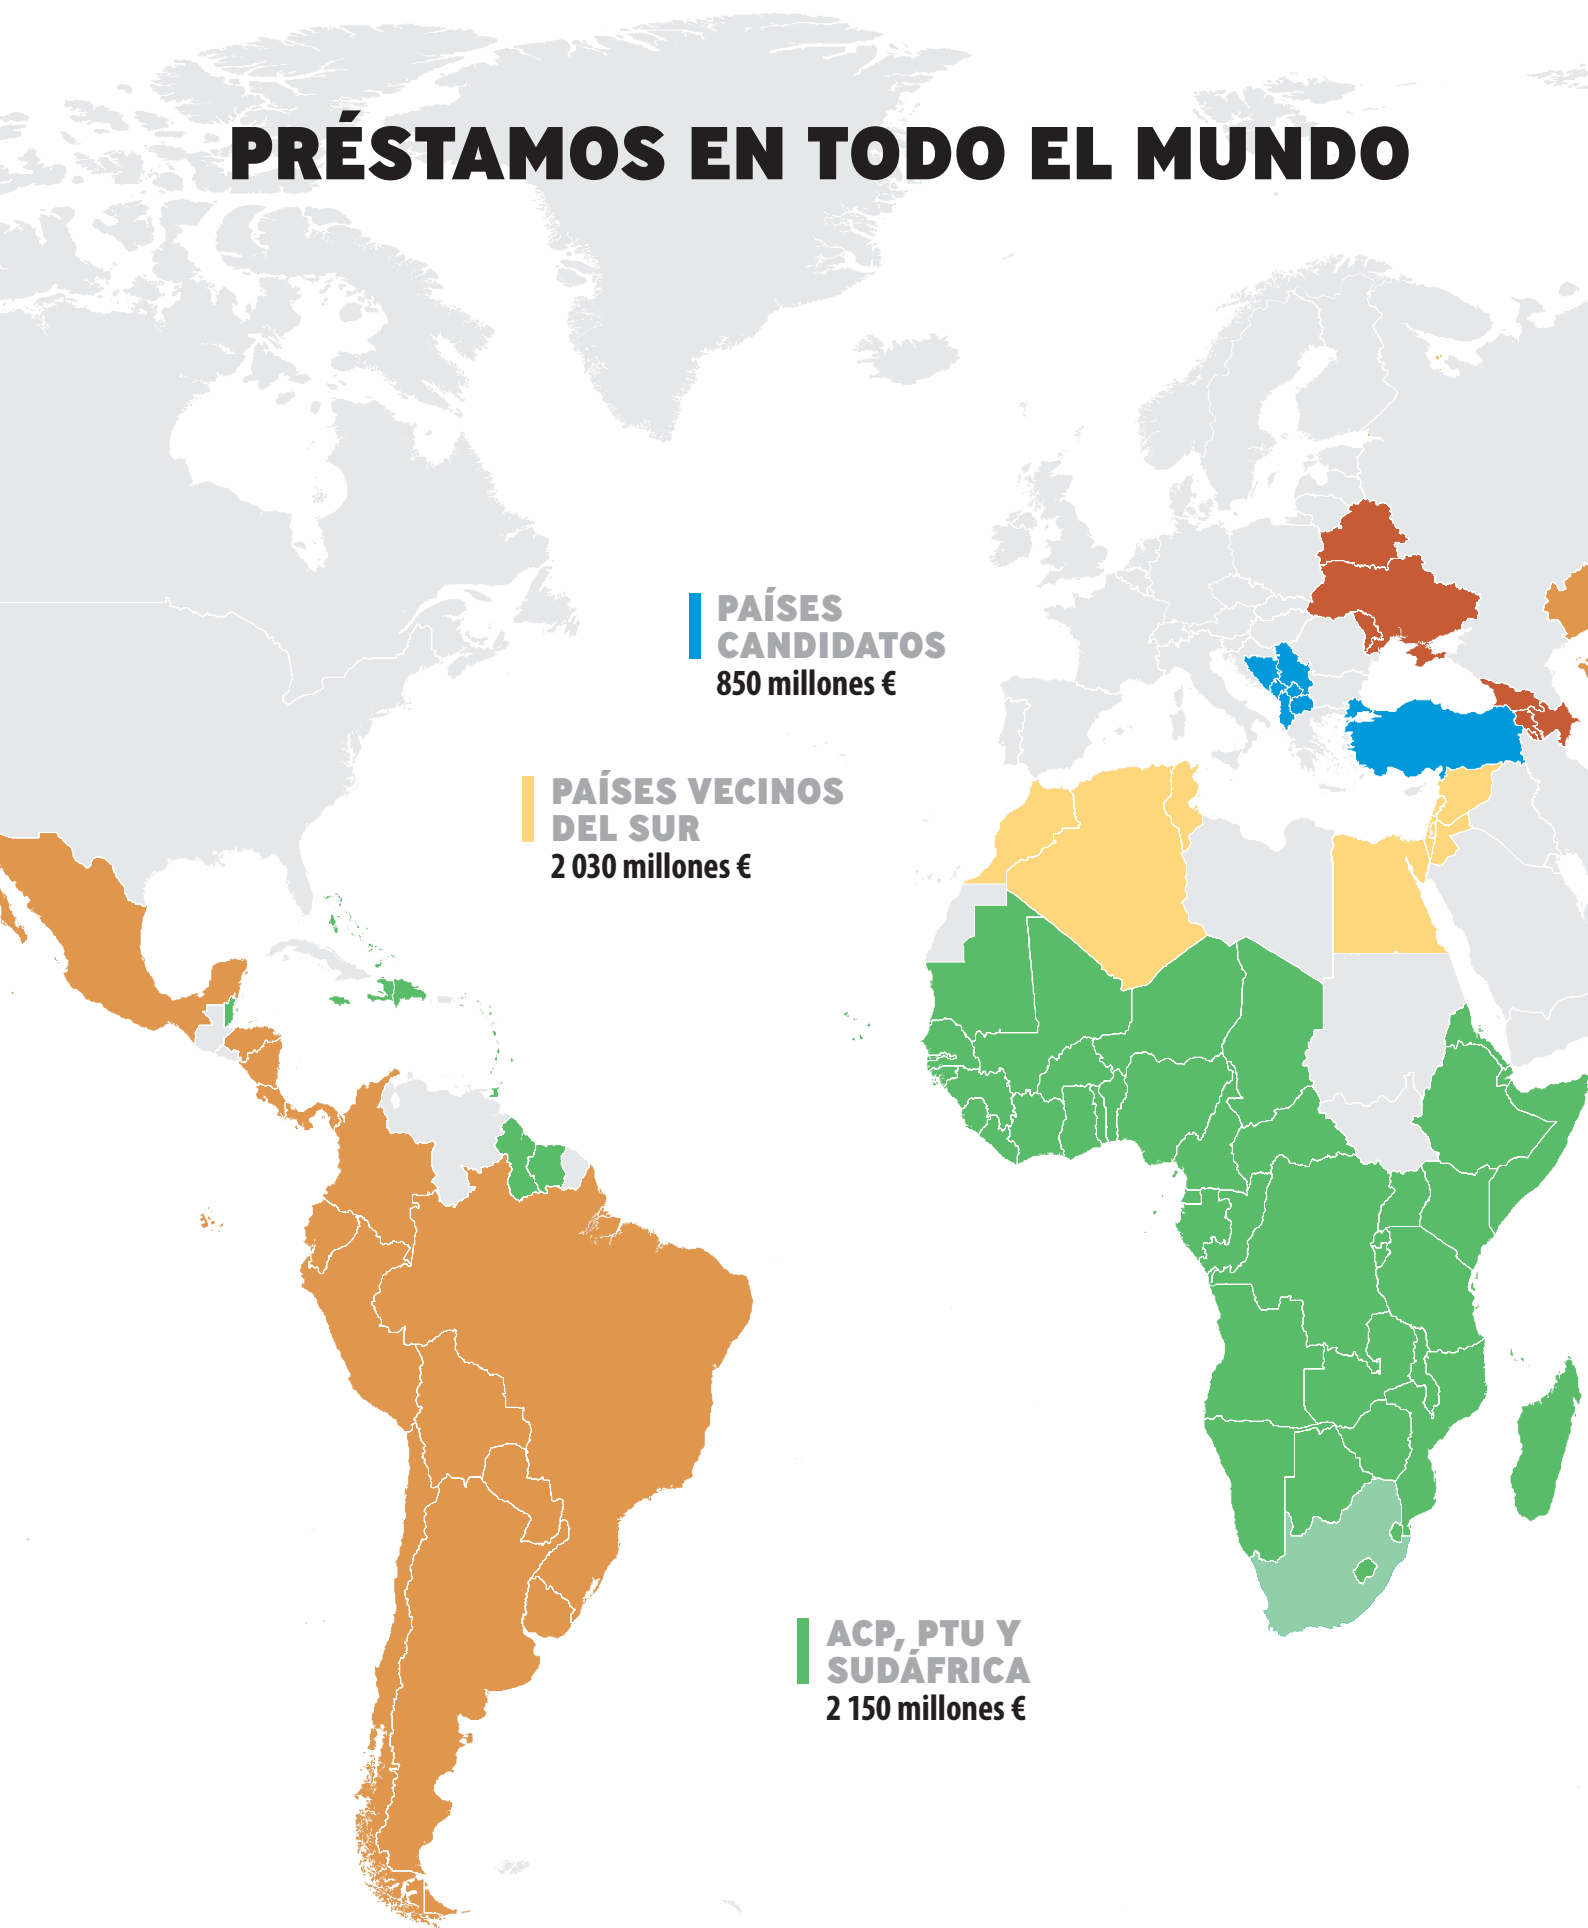 PRÉSTAMOS EN TODO EL MUNDO
PAÍSES
CANDIDATOS
850 millones €
PAÍSES VECINOS
DEL SUR
2 030 millones €
ACP, PTU Y
SUDÁFRICA
2 150 millones €